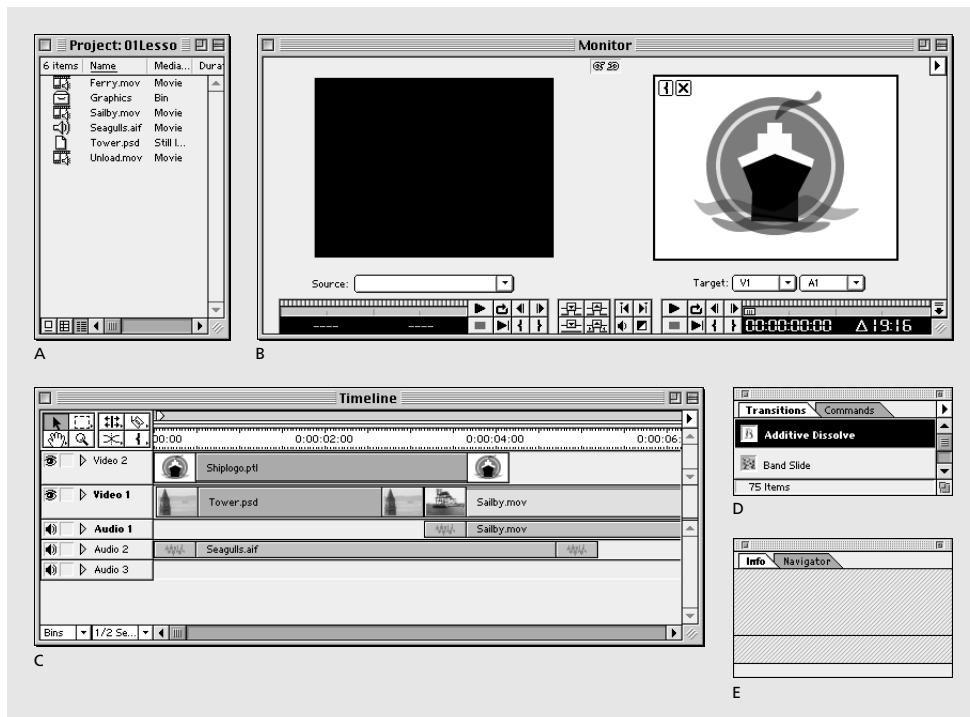 Project: 01Lesso
6 items Name Media... Dura
Ferry.mov Movie
Graphics Bin
Sailby.mov Movie
Seagulls.aif Movie
Tower.psd Still I...
Unload.mov Movie
A
Monitor
Source:
Target: V1 A1
---- ----
00:00:00:00 Δ 19:16
B
Timeline
00:00 0:00:02:00 0:00:04:00 0:00:06:
Video 2 Shiplogo.ptl
Video 1 Tower.psd Sailby.mov
Audio 1 Sailby.mov
Audio 2 Seagulls.aif
Audio 3
Bins 1/2 Se...
C
Transitions Commands
Additive Dissolve
Band Slide
75 Items
D
Info Navigator
E